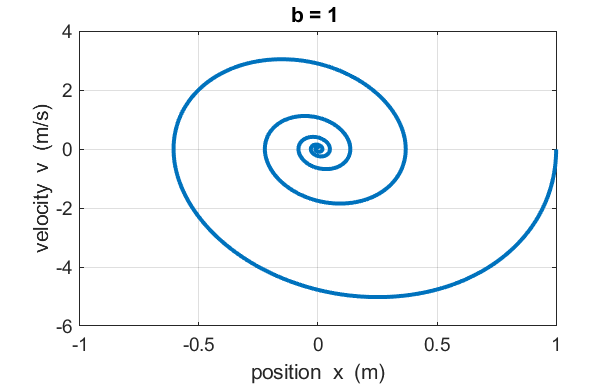 b = 1
4
2
0
-2
-4
-6
velocity v (m/s)
-1 -0.5 0 0.5 1
position x (m)